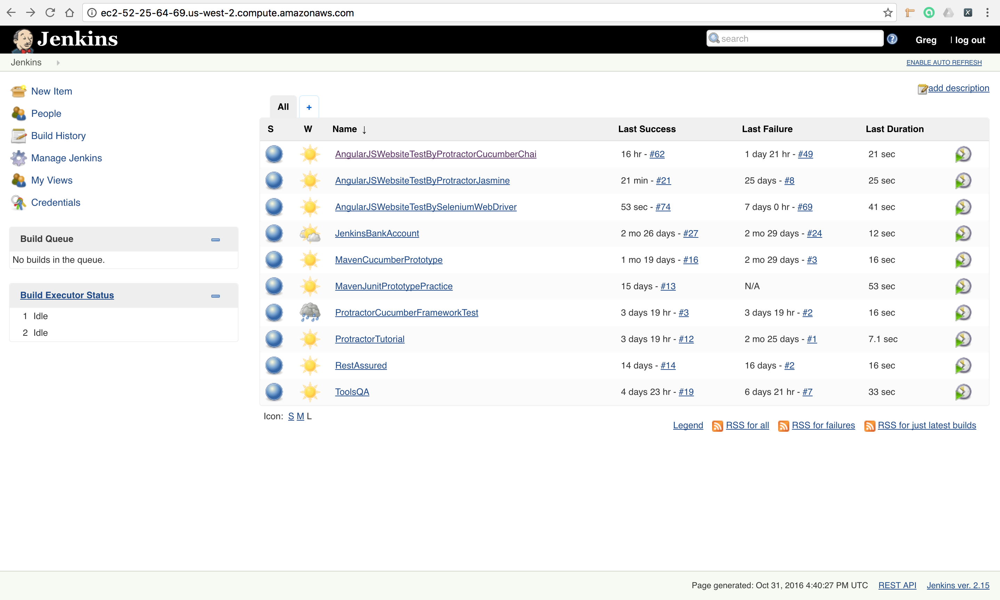 ec2-52-25-64-69.us-west-2.compute.amazonaws.com
Jenkins
search
Greg
| log out
Jenkins
ENABLE AUTO REFRESH
New Item
People
Build History
Manage Jenkins
My Views
Credentials
Build Queue
No builds in the queue.
Build Executor Status
1 Idle
2 Idle
add description
All
+
S W Name ↓ Last Success Last Failure Last Duration
AngularJSWebsiteTestByProtractorCucumberChai 16 hr - #62 1 day 21 hr - #49 21 sec
AngularJSWebsiteTestByProtractorJasmine 21 min - #21 25 days - #8 25 sec
AngularJSWebsiteTestBySeleniumWebDriver 53 sec - #74 7 days 0 hr - #69 41 sec
JenkinsBankAccount 2 mo 26 days - #27 2 mo 29 days - #24 12 sec
MavenCucumberPrototype 1 mo 19 days - #16 2 mo 29 days - #3 16 sec
MavenJunitPrototypePractice 15 days - #13 N/A 53 sec
ProtractorCucumberFrameworkTest 3 days 19 hr - #3 3 days 19 hr - #2 16 sec
ProtractorTutorial 3 days 19 hr - #12 2 mo 25 days - #1 7.1 sec
RestAssured 14 days - #14 16 days - #2 16 sec
ToolsQA 4 days 23 hr - #19 6 days 21 hr - #7 33 sec
Icon: S M L
Legend RSS for all RSS for failures RSS for just latest builds
Page generated: Oct 31, 2016 4:40:27 PM UTC REST API Jenkins ver. 2.15